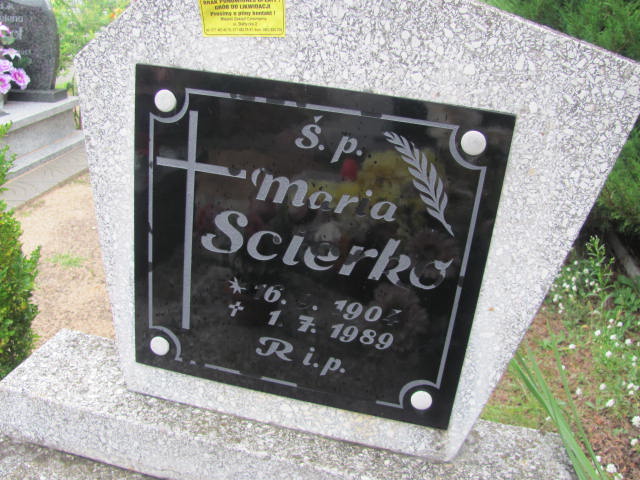 GRÓB DO LIKWIDACJI
Prosimy o pilny kontakt !
Ś. p.
Maria
Scierko
* 16. 1904
† 1. 7. 1989
R i. p.